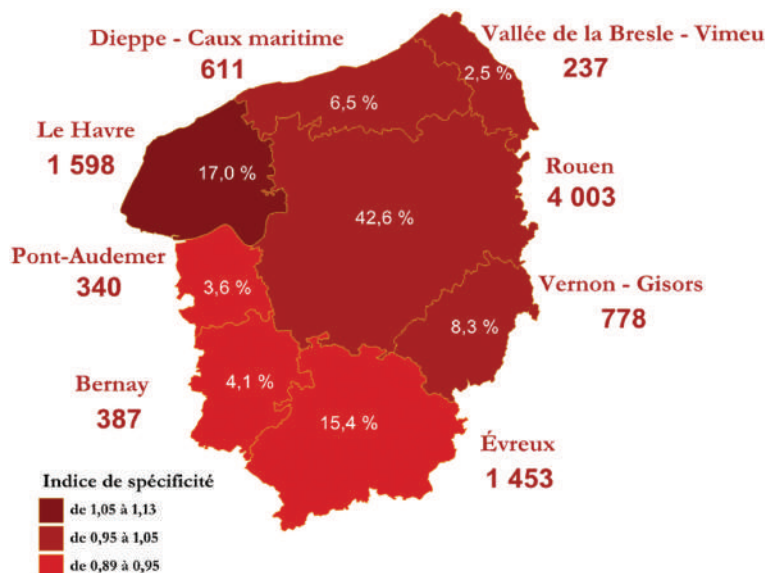 Dieppe - Caux maritime
611
Vallée de la Bresle - Vimeu
237
2,5 %
6,5 %
Le Havre
1 598
17,0 %
Rouen
4 003
42,6 %
Pont-Audemer
340
3,6 %
Vernon - Gisors
778
8,3 %
Bernay
387
4,1 %
15,4 %
Évreux
1 453
Indice de spécificité
de 1,05 à 1,13
de 0,95 à 1,05
de 0,89 à 0,95